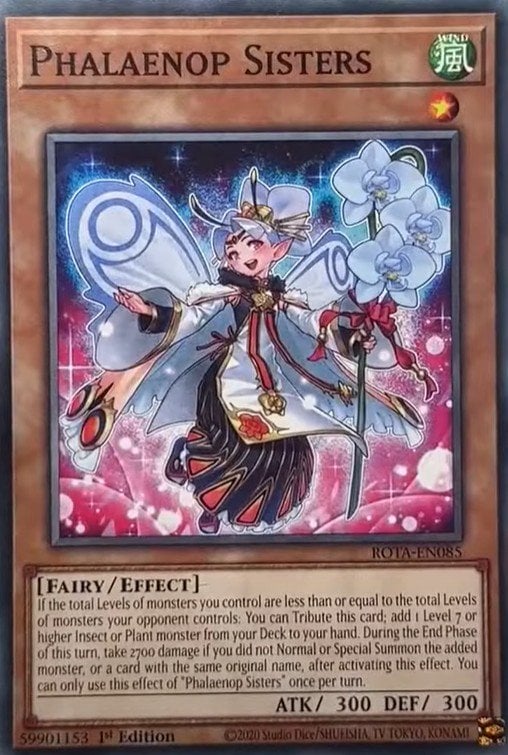 PHALAENOP SISTERS
WIND
風
ROTA-EN085
[FAIRY/EFFECT]
If the total Levels of monsters you control are less than or equal to the total Levels
of monsters your opponent controls: You can Tribute this card; add 1 Level 7 or
higher Insect or Plant monster from your Deck to your hand. During the End Phase
of this turn, take 2700 damage if you did not Normal or Special Summon the added
monster, or a card with the same original name, after activating this effect. You
can only use this effect of "Phalaenop Sisters" once per turn.
ATK/ 300 DEF/ 300
59901153 1st Edition ©2020 Studio Dice/SHUEISHA, TV TOKYO, KONAMI